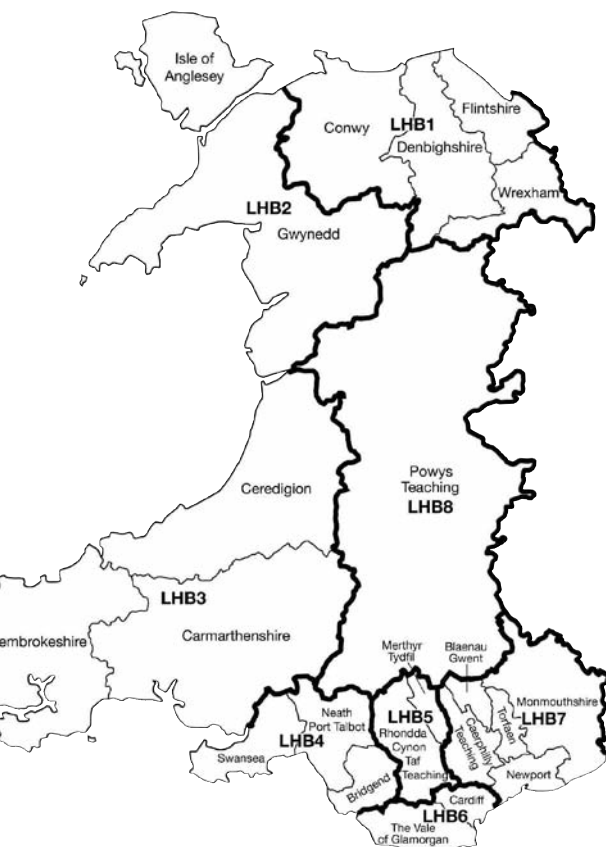 Isle of
Anglesey
Flintshire
Conwy
LHB1
Denbighshire
Wrexham
LHB2
Gwynedd
Ceredigion
Powys
Teaching
LHB8
LHB3
embrokeshire
Carmarthenshire
Merthyr
Tydfil
Blaenau
Gwent
Neath
Port Talbot
LHB4
Swansea
Bridgend
LHB5
Rhondda
Cynon
Taf
Teaching
Caerphilly
Teaching
Torfaen
Monmouthshire
LHB7
Newport
Cardiff
LHB6
The Vale
of Glamorgan